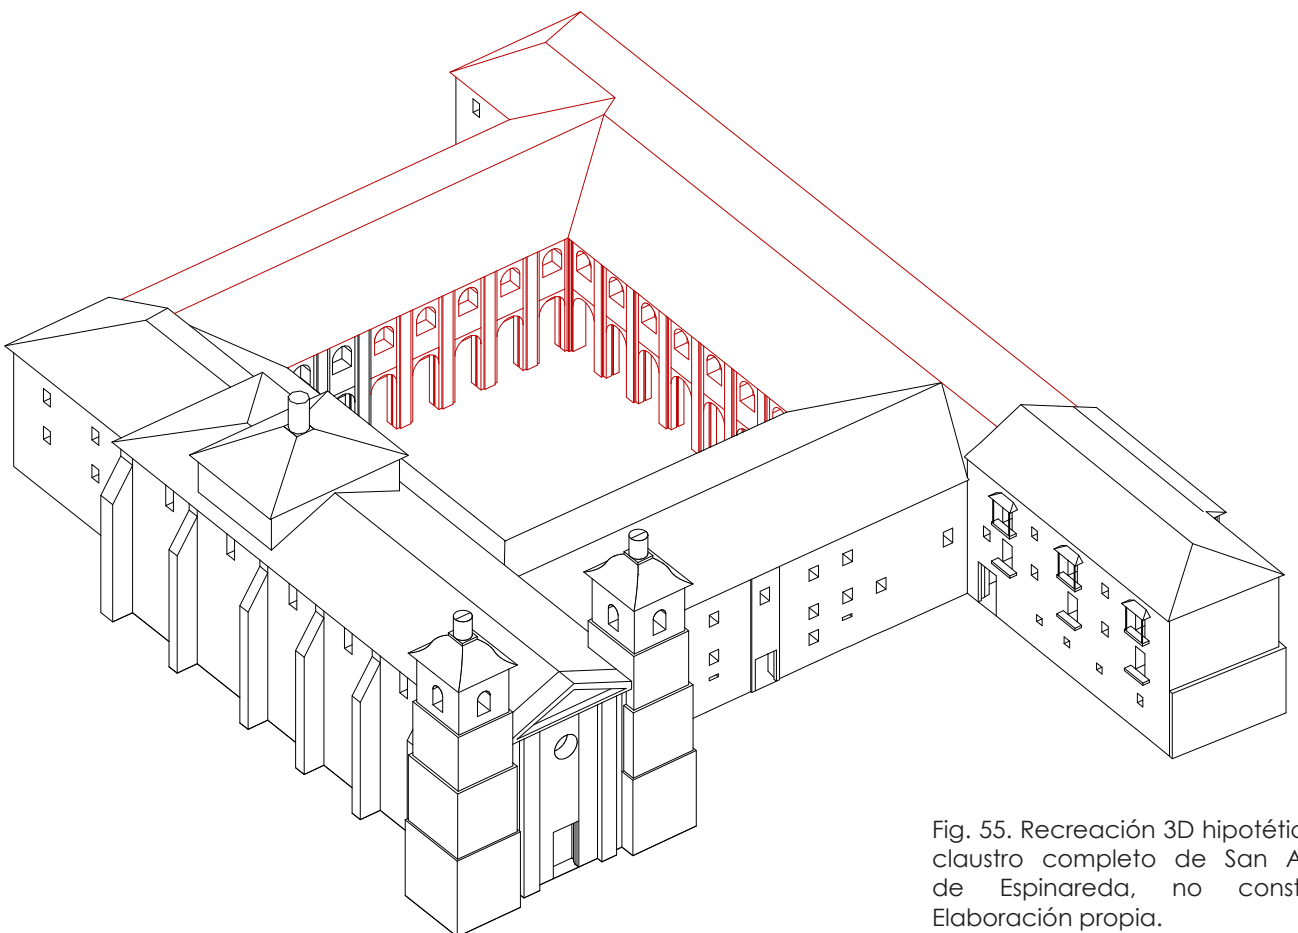 Fig. 55. Recreación 3D hipotétic
claustro completo de San A
de Espinareda, no const
Elaboración propia.